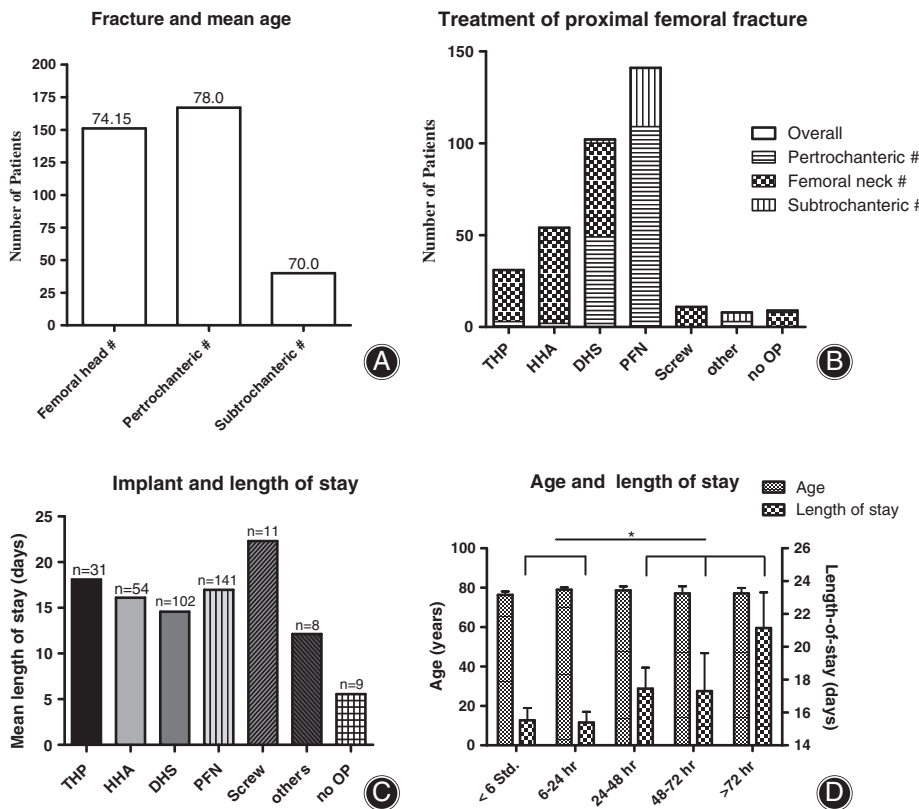 Fracture and mean age
Number of Patients
200
175
150
125
100
75
50
25
0
74.15
78.0
70.0
Femoral head #
Pertrochanteric #
Subtrochanteric #
A
Treatment of proximal femoral fracture
Number of Patients
150
100
50
0
THP
HHA
DHS
PFN
Screw
other
no OP
Overall
Pertrochanteric #
Femoral neck #
Subtrochanteric #
B
Implant and length of stay
Mean length of stay (days)
25
20
15
10
5
0
n=31
n=54
n=102
n=141
n=11
n=8
n=9
THP
HHA
DHS
PFN
Screw
others
no OP
C
Age and length of stay
Age
Length of stay
*
Age (years)
100
80
60
40
20
0
Length-of-stay (days)
26
24
22
20
18
16
14
< 6 Std.
6-24 hr
24-48 hr
48-72 hr
>72 hr
D